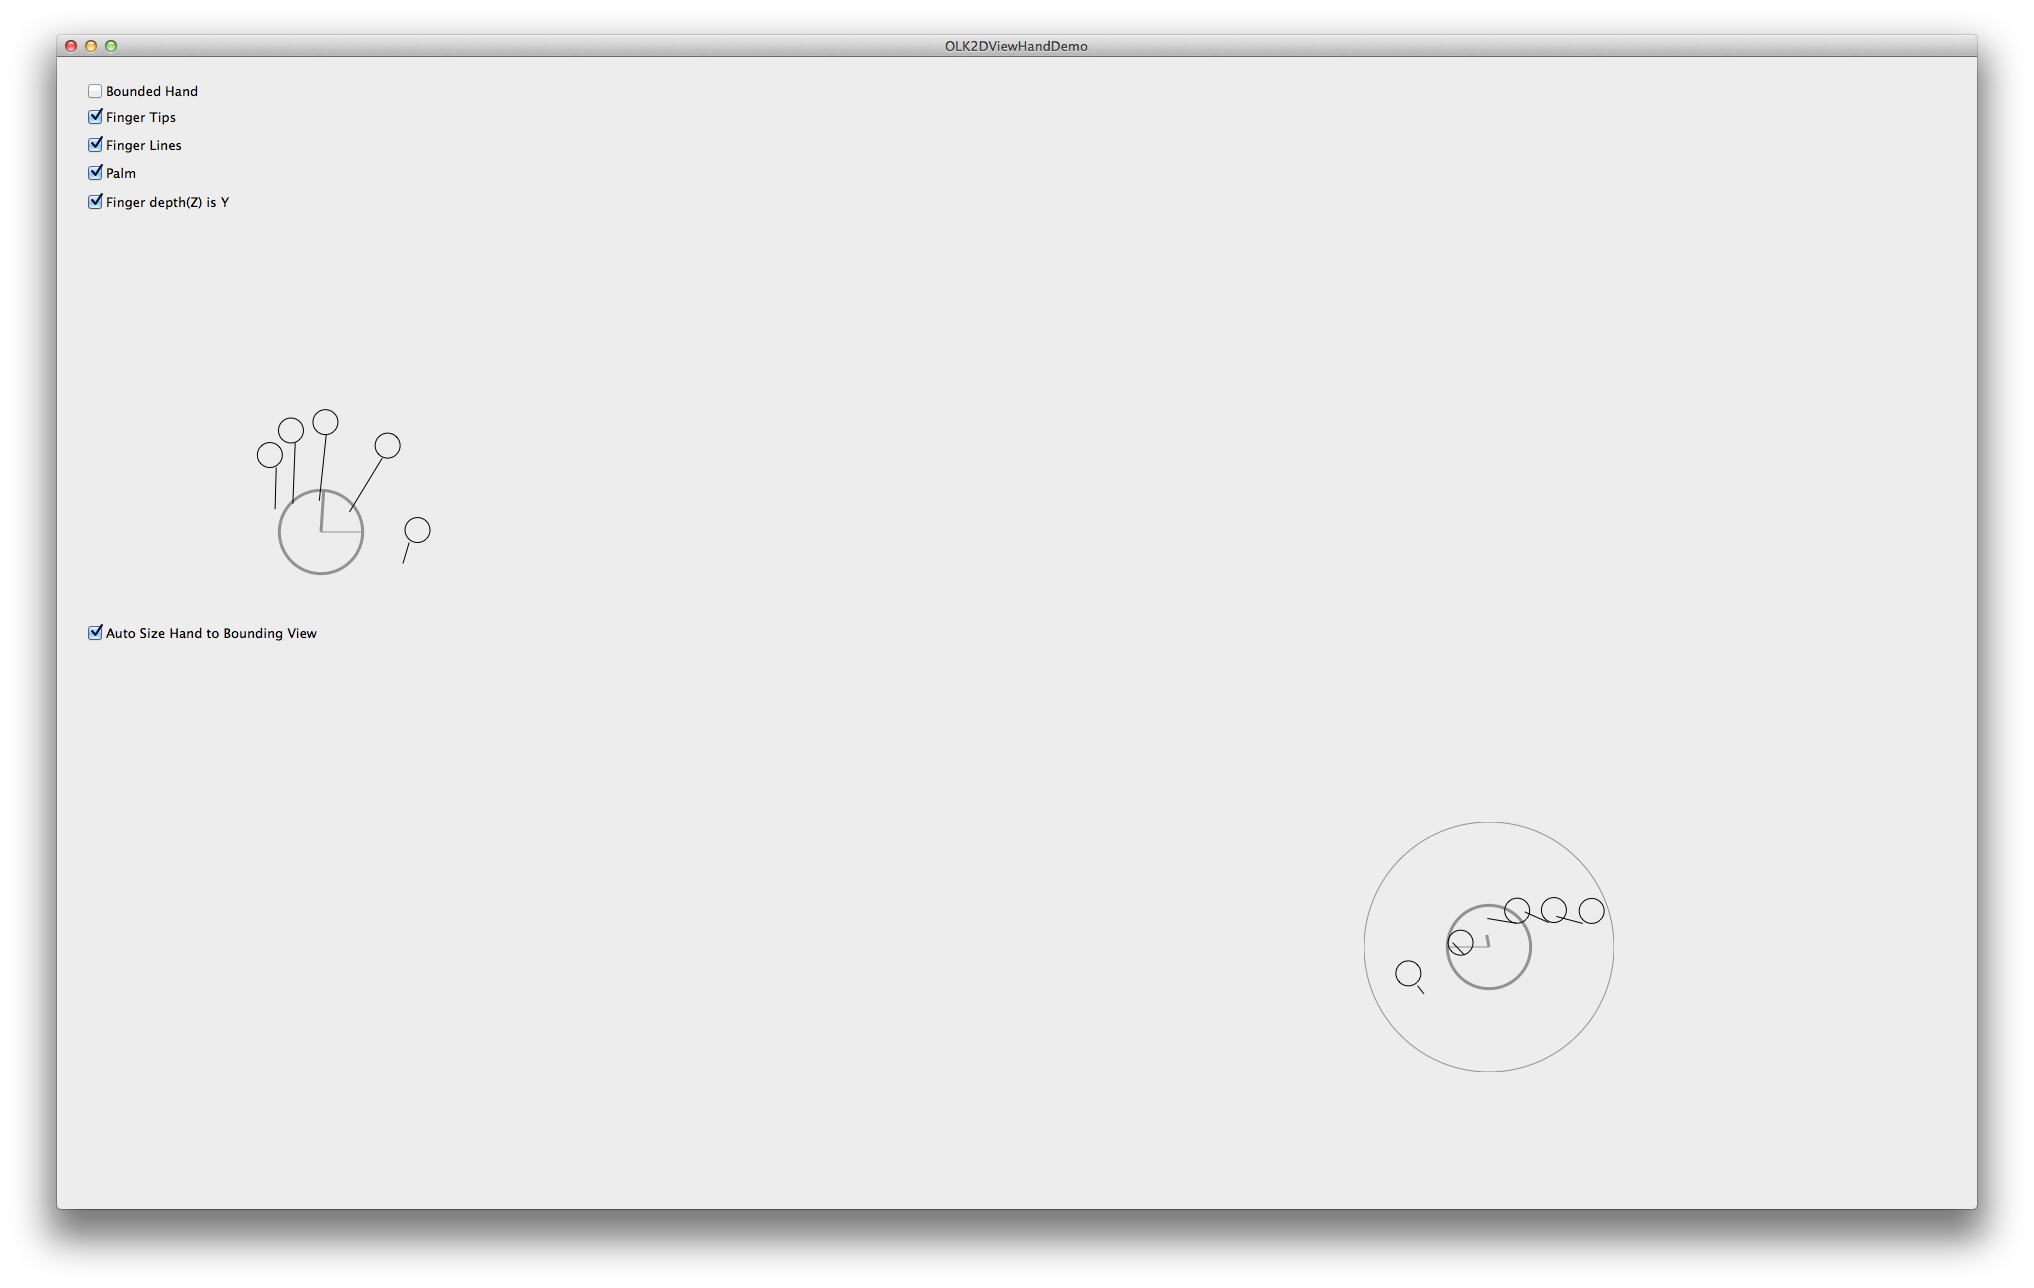 OLK2DViewHandDemo
Bounded Hand
Finger Tips
Finger Lines
Palm
Finger depth(Z) is Y
Auto Size Hand to Bounding View